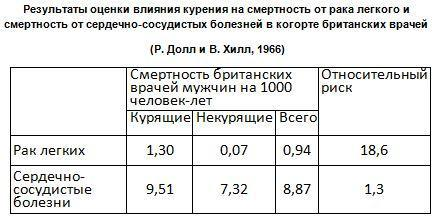 Результаты оценки влияния курения на смертность от рака легкого и
смертность от сердечно-сосудистых болезней в когорте британских врачей
(Р. Долл и В. Хилл, 1966)
Смертность британских Относительный
врачей мужчин на 1000 риск
человек-лет
Курящие Некурящие Всего
Рак легких 1,30 0,07 0,94 18,6
Сердечно- 9,51 7,32 8,87 1,3
сосудистые
болезни